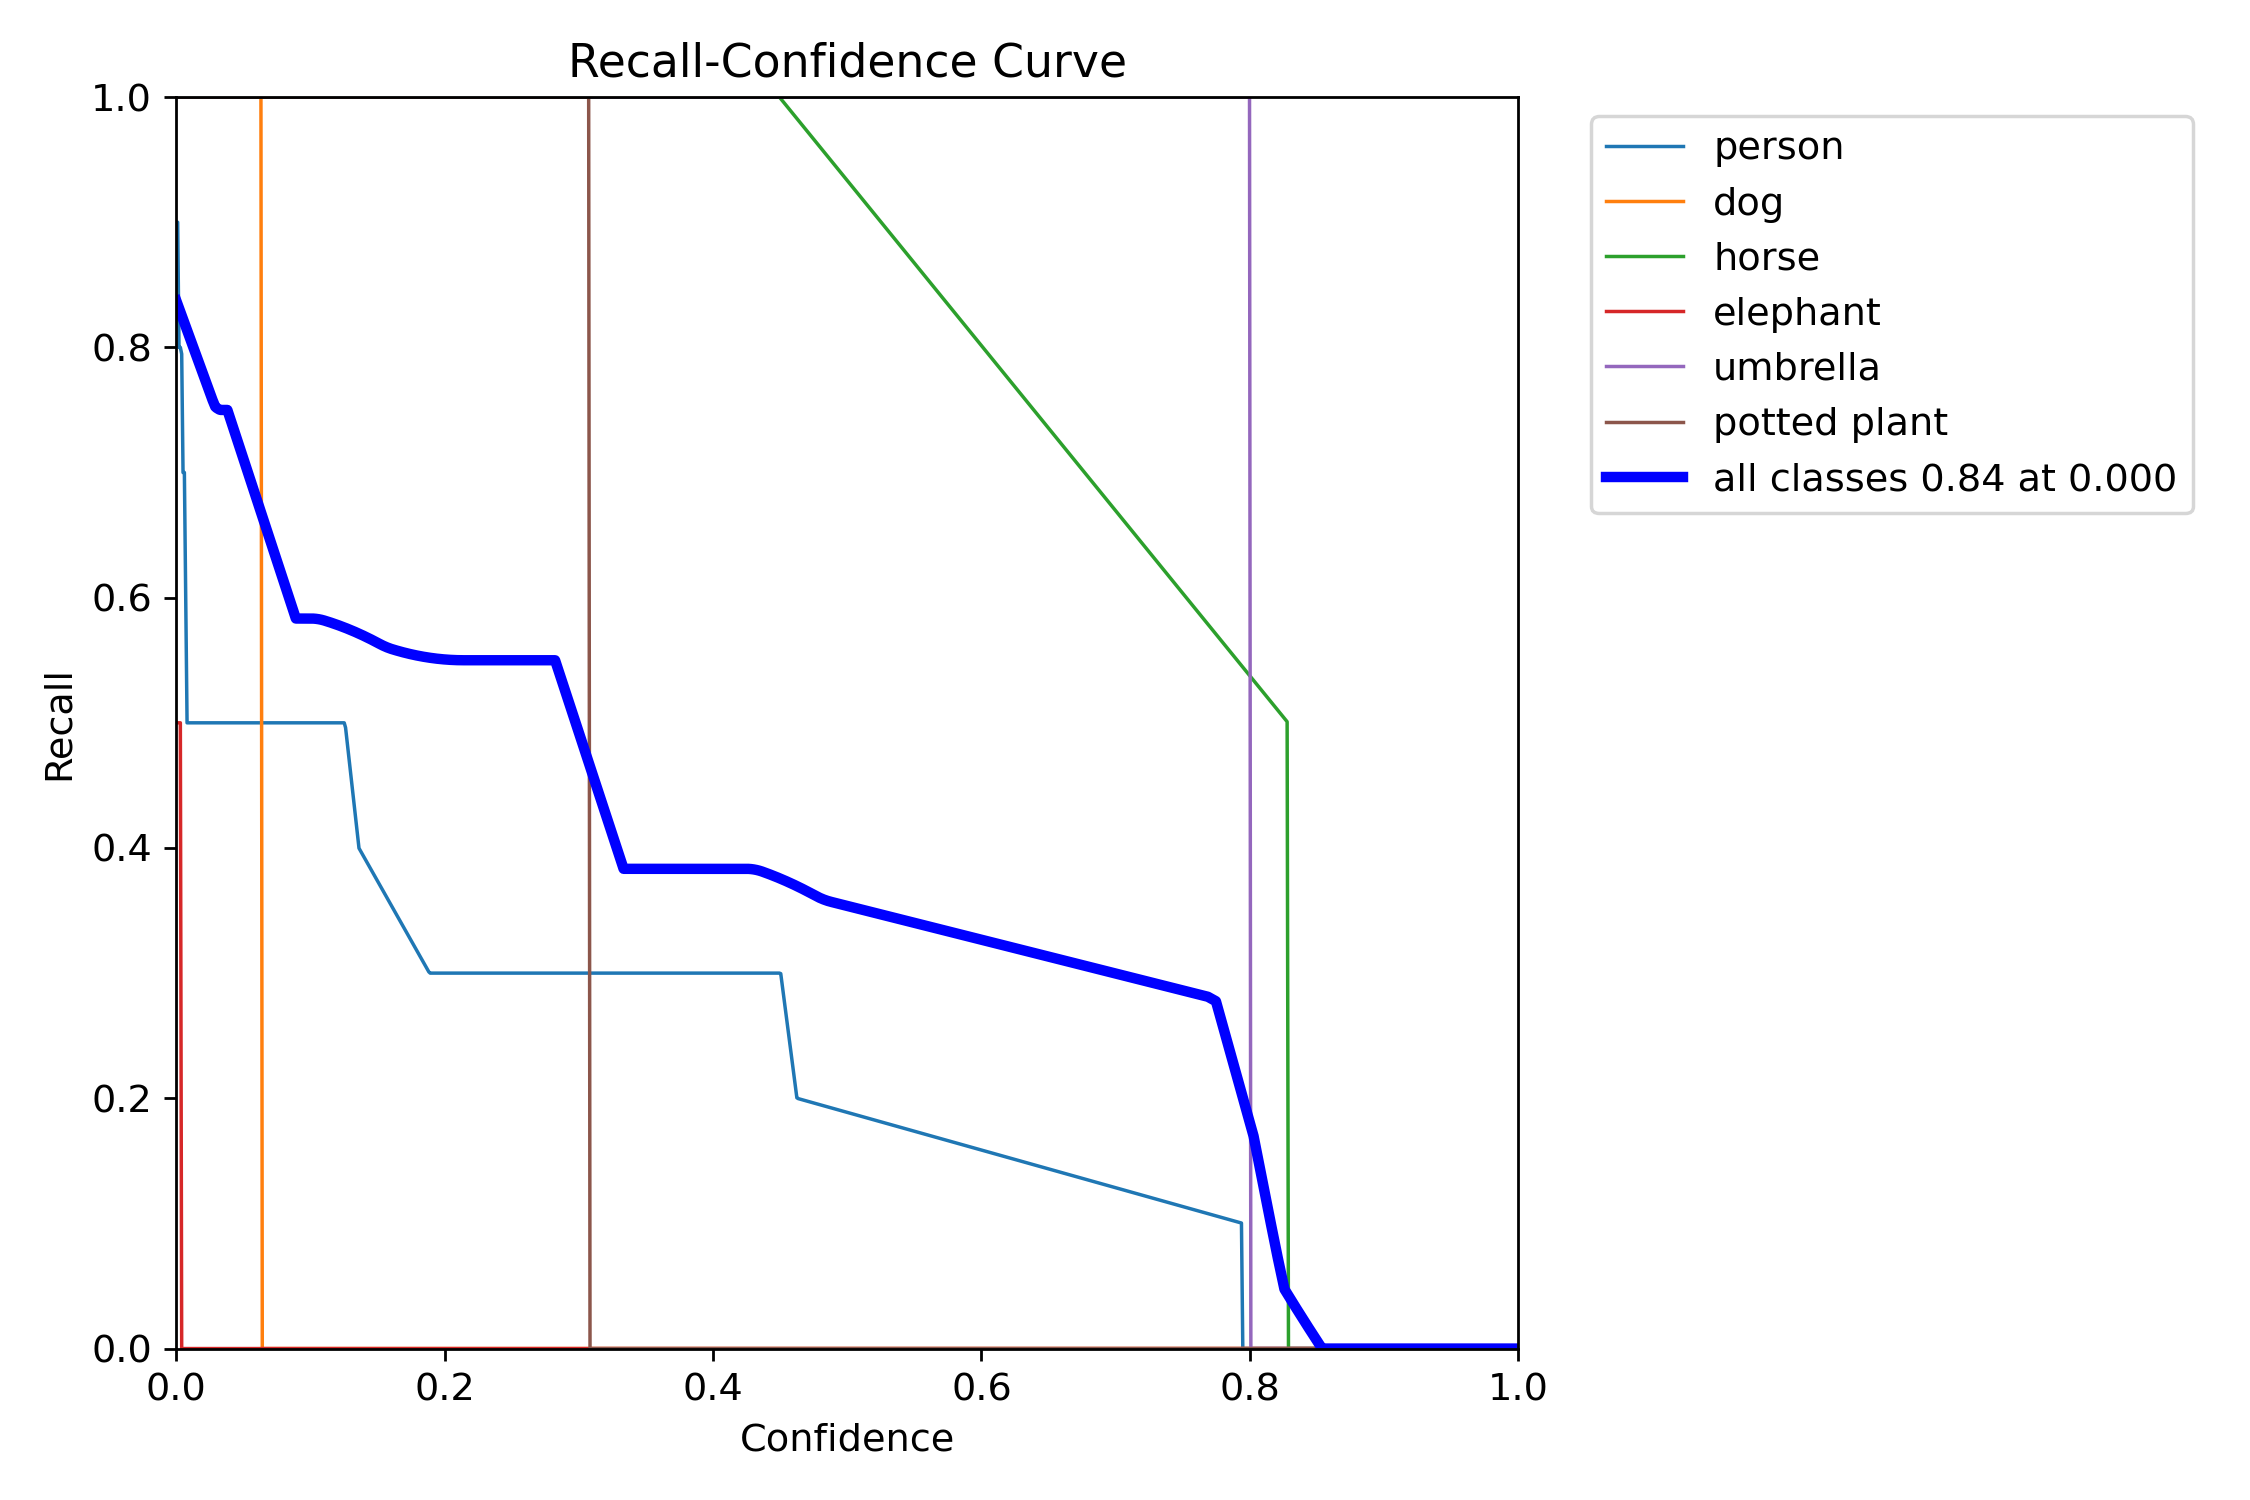 Recall-Confidence Curve
1.0
0.8
0.6
0.4
0.2
0.0
Recall
0.0 0.2 0.4 0.6 0.8 1.0
Confidence
person
dog
horse
elephant
umbrella
potted plant
all classes 0.84 at 0.000